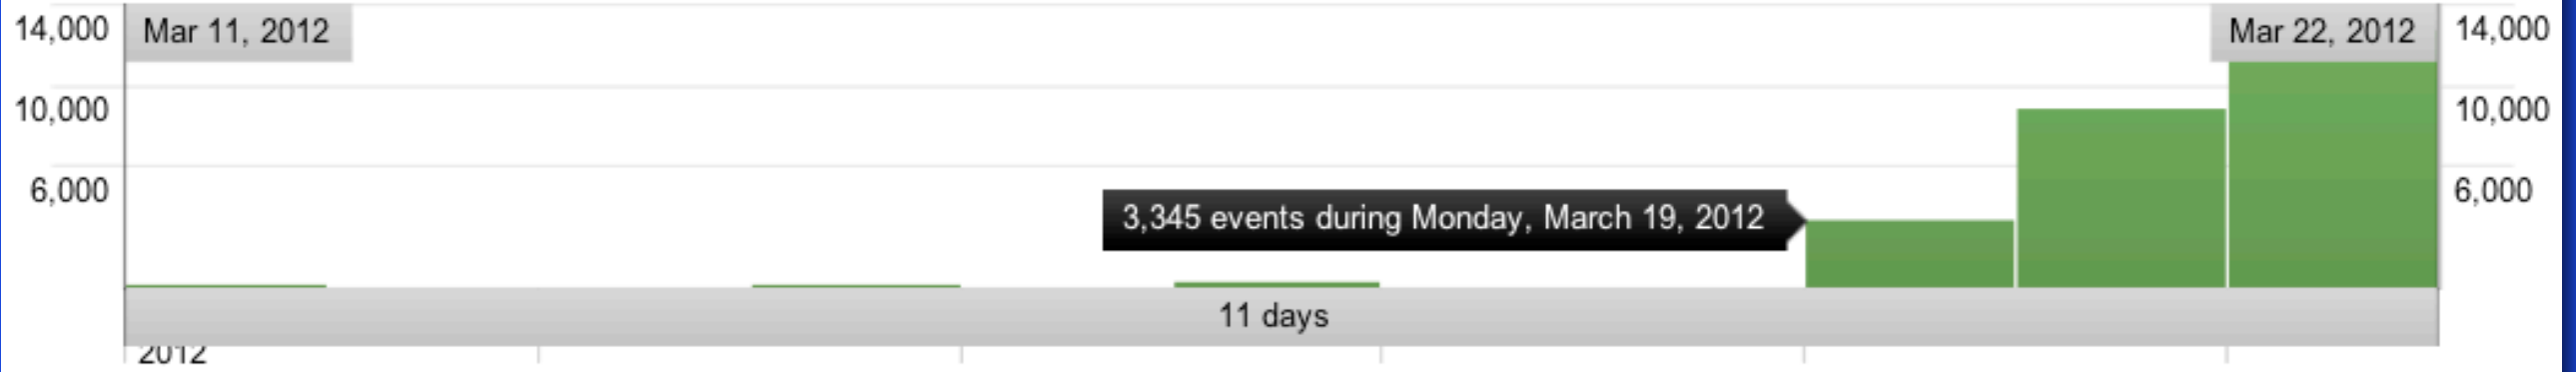 14,000
Mar 11, 2012
Mar 22, 2012
14,000
10,000
10,000
6,000
6,000
3,345 events during Monday, March 19, 2012
11 days
2012